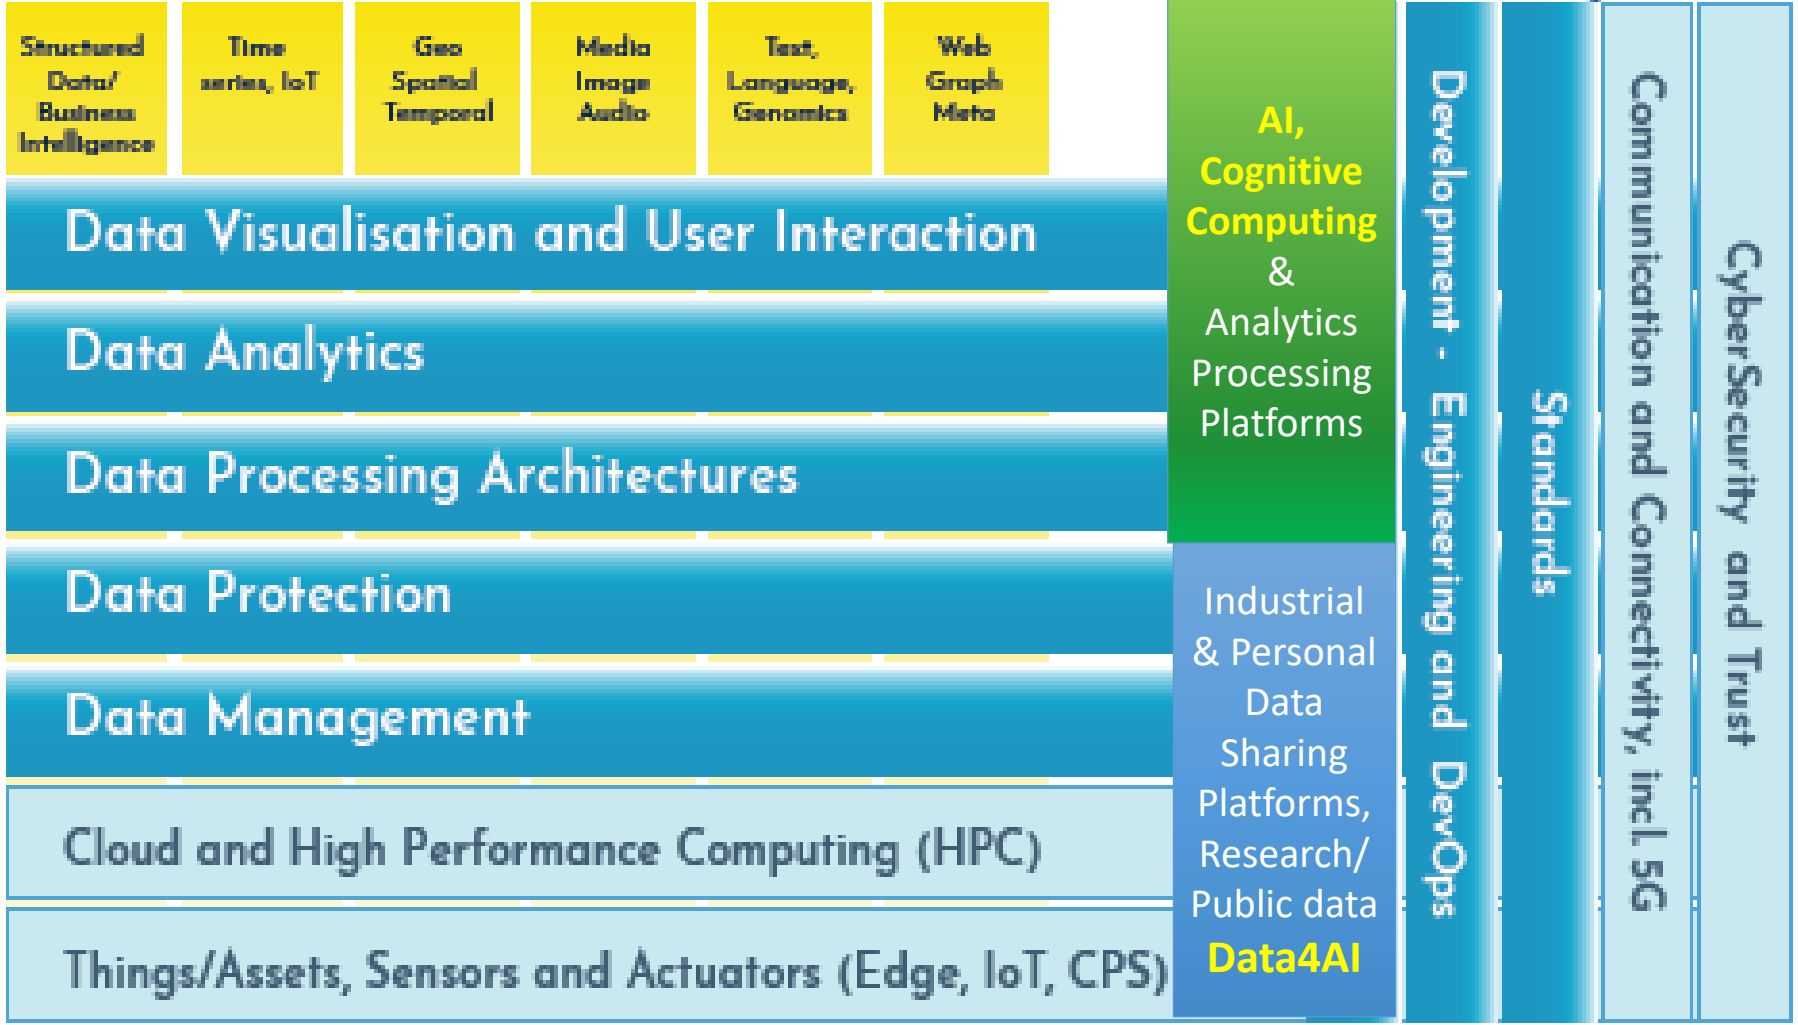 Structured
Data/
Business
Intelligence
Time
series, IoT
Geo
Spatial
Temporal
Media
Image
Audio
Text,
Language,
Genomics
Web
Graph
Meta
Data Visualisation and User Interaction
Data Analytics
Data Processing Architectures
Data Protection
Data Management
Cloud and High Performance Computing (HPC)
Things/Assets, Sensors and Actuators (Edge, IoT, CPS)
AI,
Cognitive
Computing
&
Analytics
Processing
Platforms
Industrial
& Personal
Data
Sharing
Platforms,
Research/
Public data
Data4AI
Development - Engineering and DevOps
Standards
Communication and Connectivity, incl. 5G
CyberSecurity and Trust